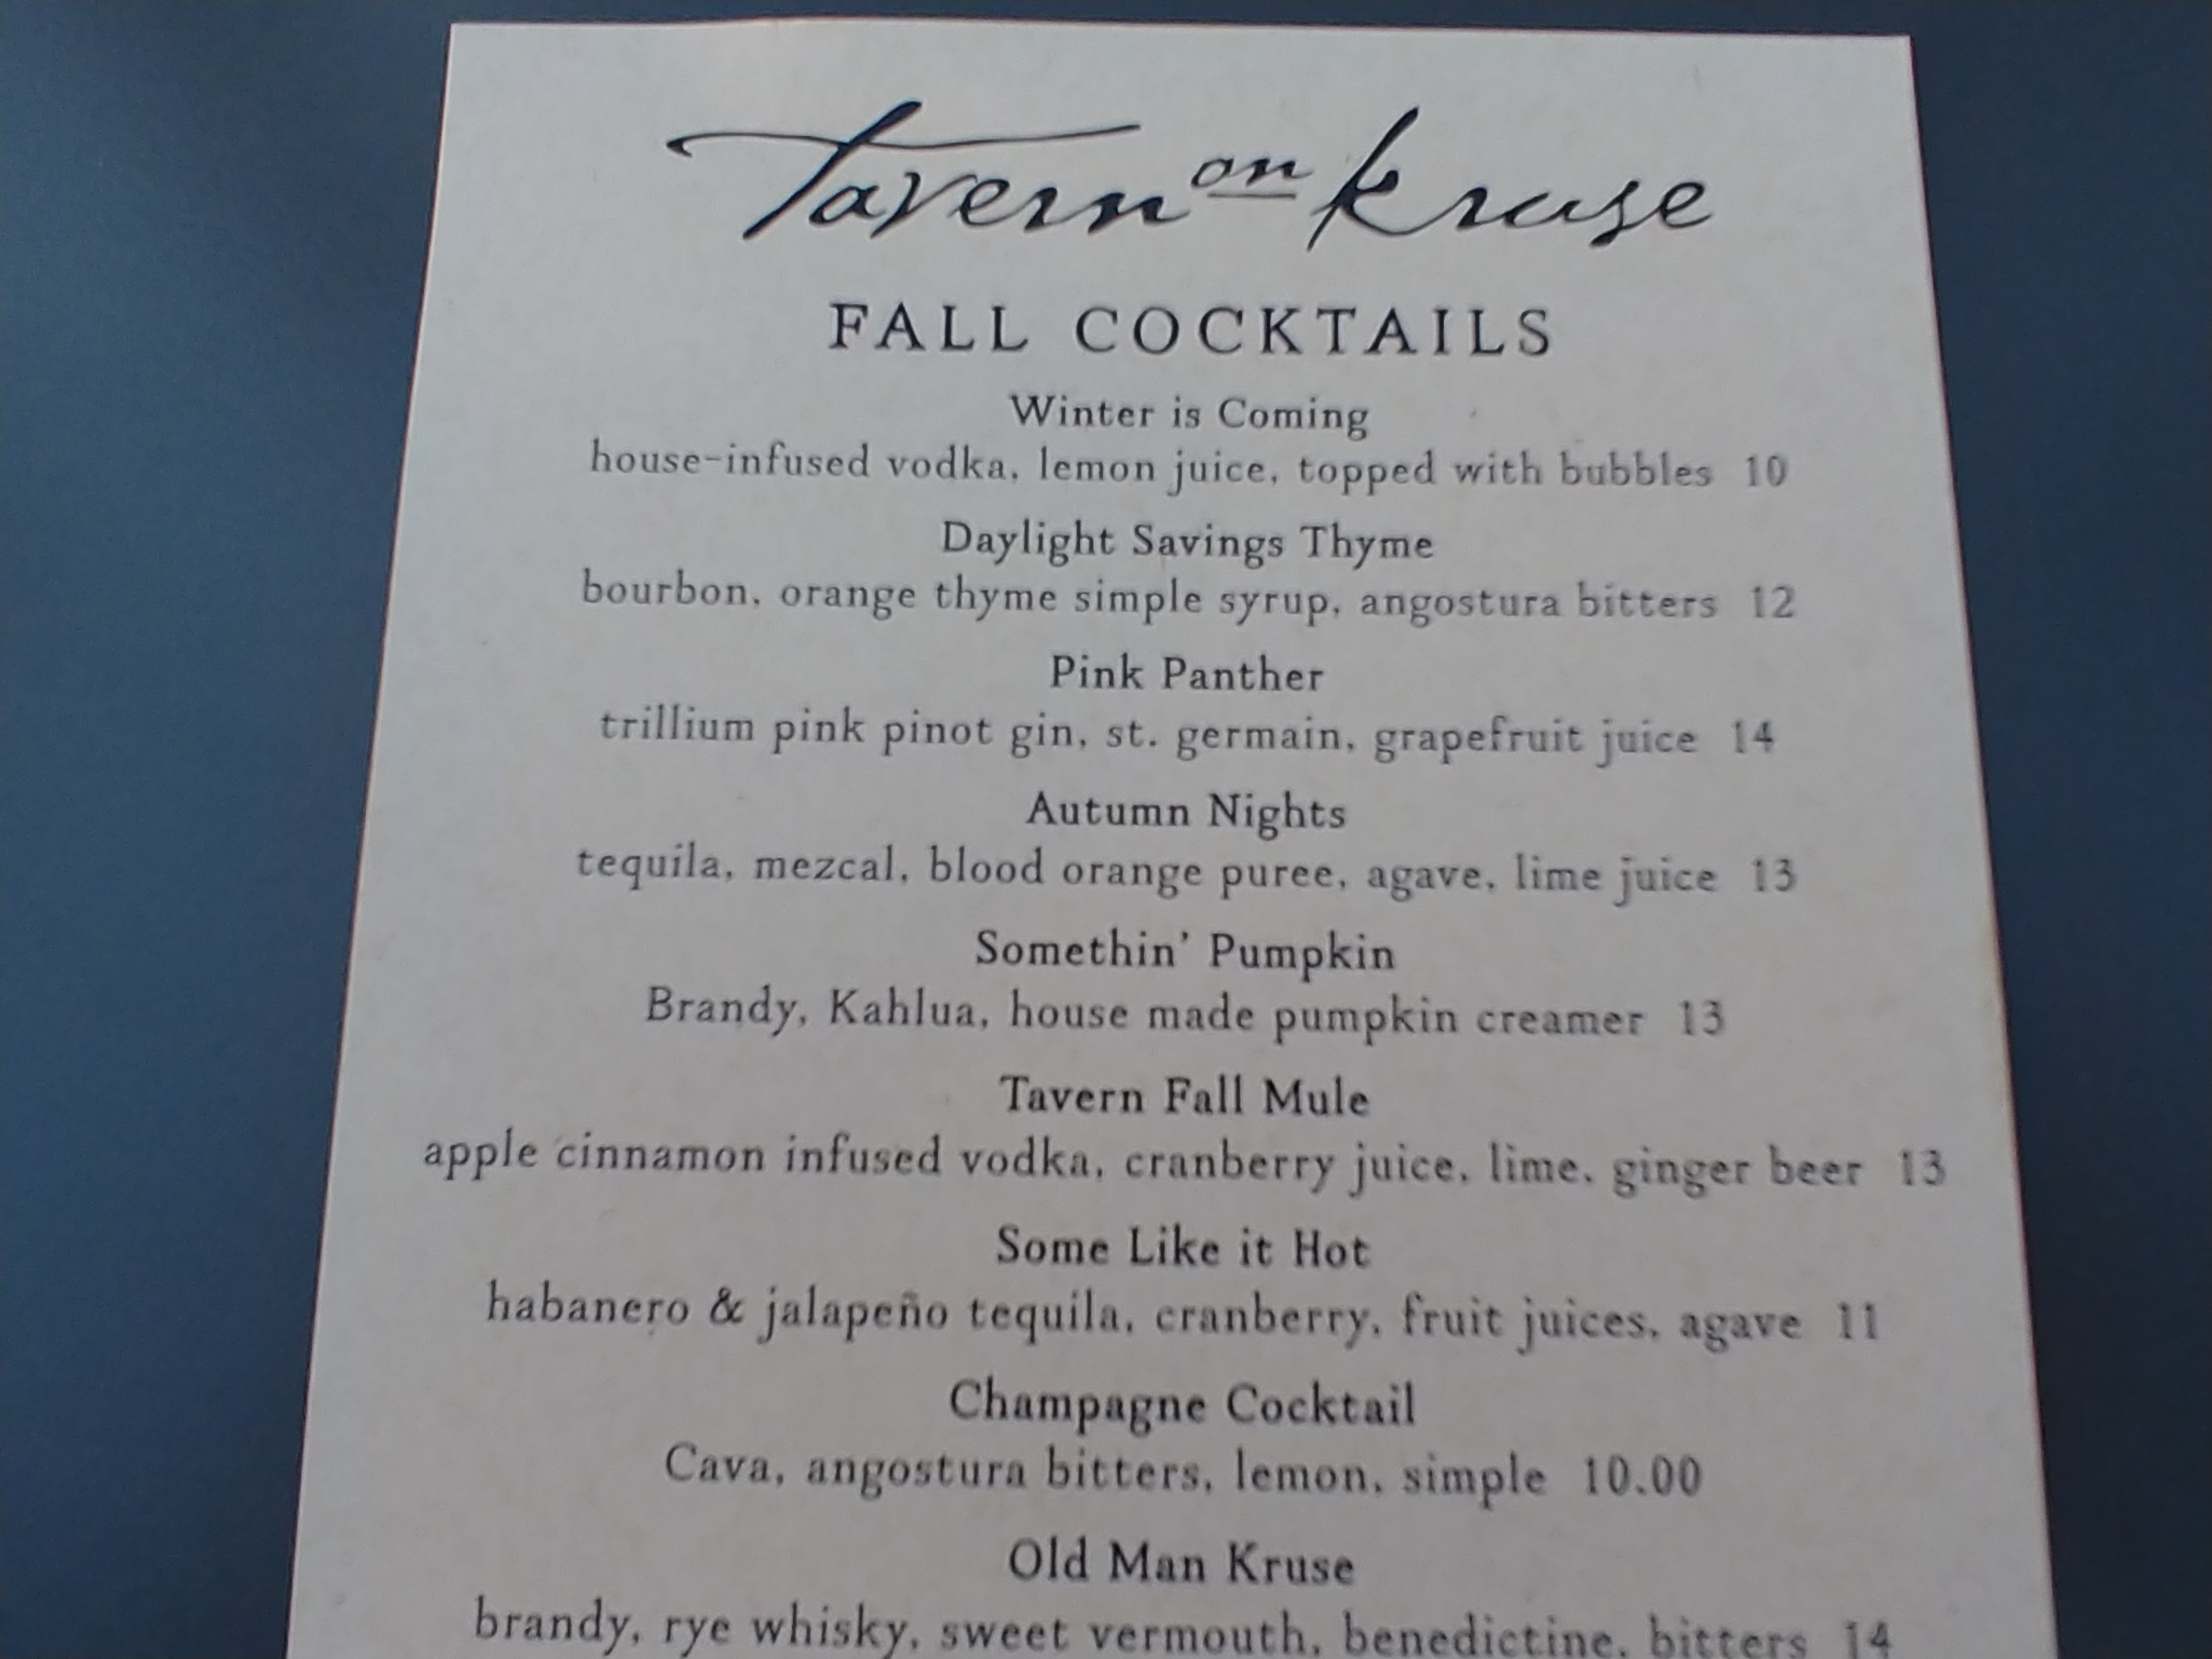 Tavern on Kruse
FALL COCKTAILS
Winter is Coming
house-infused vodka, lemon juice, topped with bubbles 10
Daylight Savings Thyme
bourbon, orange thyme simple syrup, angostura bitters 12
Pink Panther
trillium pink pinot gin, st. germain, grapefruit juice 14
Autumn Nights
tequila, mezcal, blood orange puree, agave, lime juice 13
Somethin' Pumpkin
Brandy, Kahlua, house made pumpkin creamer 13
Tavern Fall Mule
apple cinnamon infused vodka, cranberry juice, lime, ginger beer 13
Some Like it Hot
habanero & jalapeño tequila, cranberry, fruit juices, agave 11
Champagne Cocktail
Cava, angostura bitters, lemon, simple 10.00
Old Man Kruse
brandy, rye whisky, sweet vermouth, benedictine, bitters 14